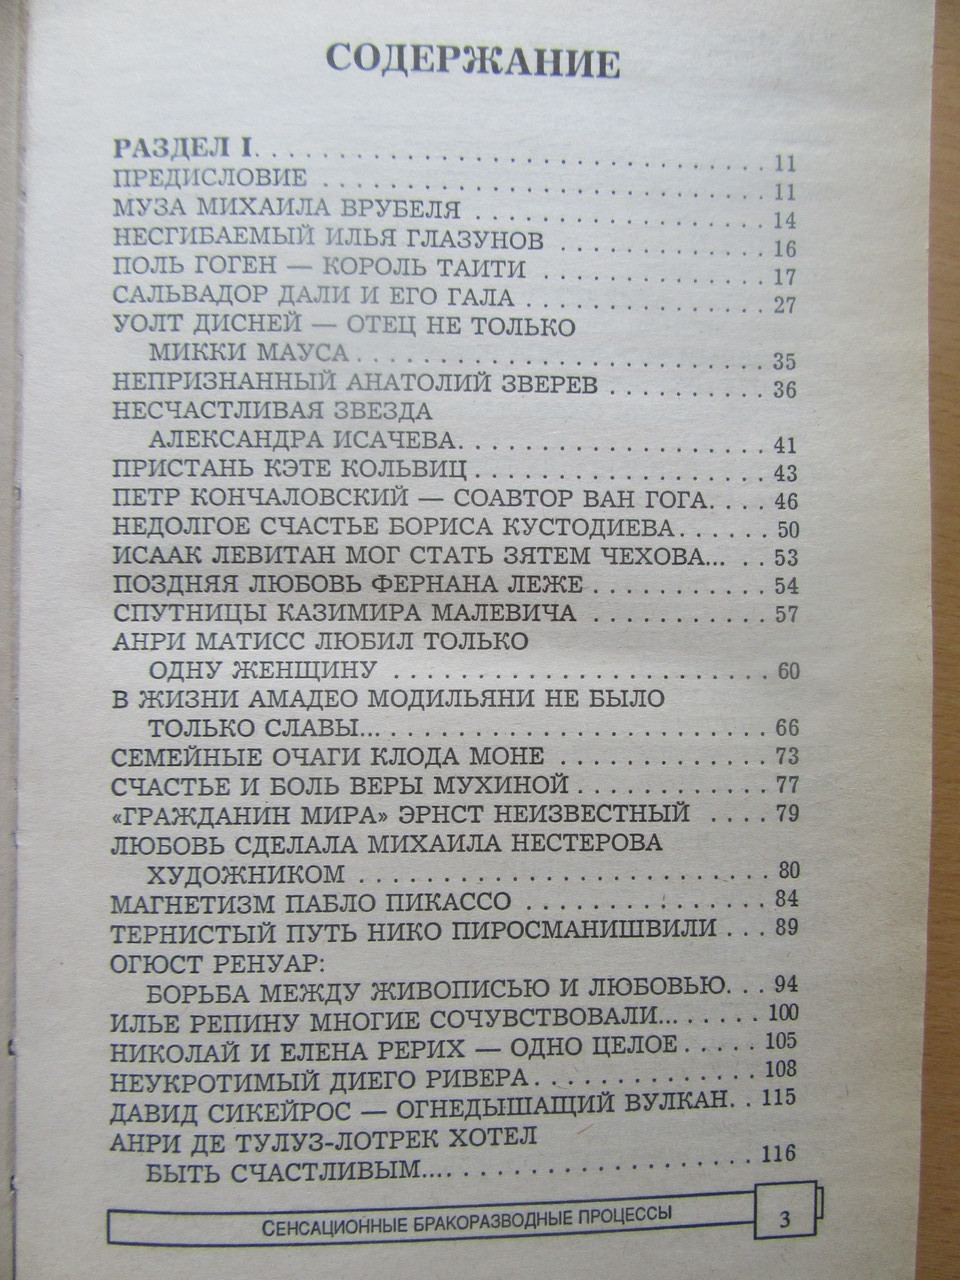 СОДЕРЖАНИЕ
РАЗДЕЛ I. . . . . . . . . . . . . . . . . . . . . . . . . . . . . . . 11
ПРЕДИСЛОВИЕ . . . . . . . . . . . . . . . . . . . . . . . . . . . 11
МУЗА МИХАИЛА ВРУБЕЛЯ . . . . . . . . . . . . . . . . . . 14
НЕСГИБАЕМЫЙ ИЛЬЯ ГЛАЗУНОВ . . . . . . . . . . . . . 16
ПОЛЬ ГОГЕН — КОРОЛЬ ТАИТИ . . . . . . . . . . . . . . 17
САЛЬВАДОР ДАЛИ И ЕГО ГАЛА . . . . . . . . . . . . . . . 27
УОЛТ ДИСНЕЙ — ОТЕЦ НЕ ТОЛЬКО
МИККИ МАУСА . . . . . . . . . . . . . . . . . . . . . . . . . 35
НЕПРИЗНАННЫЙ АНАТОЛИЙ ЗВЕРЕВ . . . . . . . . . . 36
НЕСЧАСТЛИВАЯ ЗВЕЗДА
АЛЕКСАНДРА ИСАЧЕВА. . . . . . . . . . . . . . . . . . . 41
ПРИСТАНЬ КЭТЕ КОЛЬВИЦ . . . . . . . . . . . . . . . . . . 43
ПЕТР КОНЧАЛОВСКИЙ — СОАВТОР ВАН ГОГА. . . . 46
НЕДОЛГОЕ СЧАСТЬЕ БОРИСА КУСТОДИЕВА . . . . . . 50
ИСААК ЛЕВИТАН МОГ СТАТЬ ЗЯТЕМ ЧЕХОВА... . . 53
ПОЗДНЯЯ ЛЮБОВЬ ФЕРНАНА ЛЕЖЕ . . . . . . . . . . . 54
СПУТНИЦЫ КАЗИМИРА МАЛЕВИЧА . . . . . . . . . . . 57
АНРИ МАТИСС ЛЮБИЛ ТОЛЬКО
ОДНУ ЖЕНЩИНУ . . . . . . . . . . . . . . . . . . . . . . . 60
В ЖИЗНИ АМАДЕО МОДИЛЬЯНИ НЕ БЫЛО
ТОЛЬКО СЛАВЫ... . . . . . . . . . . . . . . . . . . . . . . . 66
СЕМЕЙНЫЕ ОЧАГИ КЛОДА МОНЕ . . . . . . . . . . . . . 73
СЧАСТЬЕ И БОЛЬ ВЕРЫ МУХИНОЙ . . . . . . . . . . . . 77
«ГРАЖДАНИН МИРА» ЭРНСТ НЕИЗВЕСТНЫЙ . . . . 79
ЛЮБОВЬ СДЕЛАЛА МИХАИЛА НЕСТЕРОВА
ХУДОЖНИКОМ . . . . . . . . . . . . . . . . . . . . . . . . . 80
МАГНЕТИЗМ ПАБЛО ПИКАССО . . . . . . . . . . . . . . . 84
ТЕРНИСТЫЙ ПУТЬ НИКО ПИРОСМАНИШВИЛИ . . . 89
ОГЮСТ РЕНУАР:
БОРЬБА МЕЖДУ ЖИВОПИСЬЮ И ЛЮБОВЬЮ. . . 94
ИЛЬЕ РЕПИНУ МНОГИЕ СОЧУВСТВОВАЛИ... . . . . . 100
НИКОЛАЙ И ЕЛЕНА РЕРИХ — ОДНО ЦЕЛОЕ . . . . . 105
НЕУКРОТИМЫЙ ДИЕГО РИВЕРА . . . . . . . . . . . . . . 108
ДАВИД СИКЕЙРОС — ОГНЕДЫШАЩИЙ ВУЛКАН. . 115
АНРИ ДЕ ТУЛУЗ-ЛОТРЕК ХОТЕЛ
БЫТЬ СЧАСТЛИВЫМ... . . . . . . . . . . . . . . . . . . . 116
СЕНСАЦИОННЫЕ БРАКОРАЗВОДНЫЕ ПРОЦЕССЫ 3